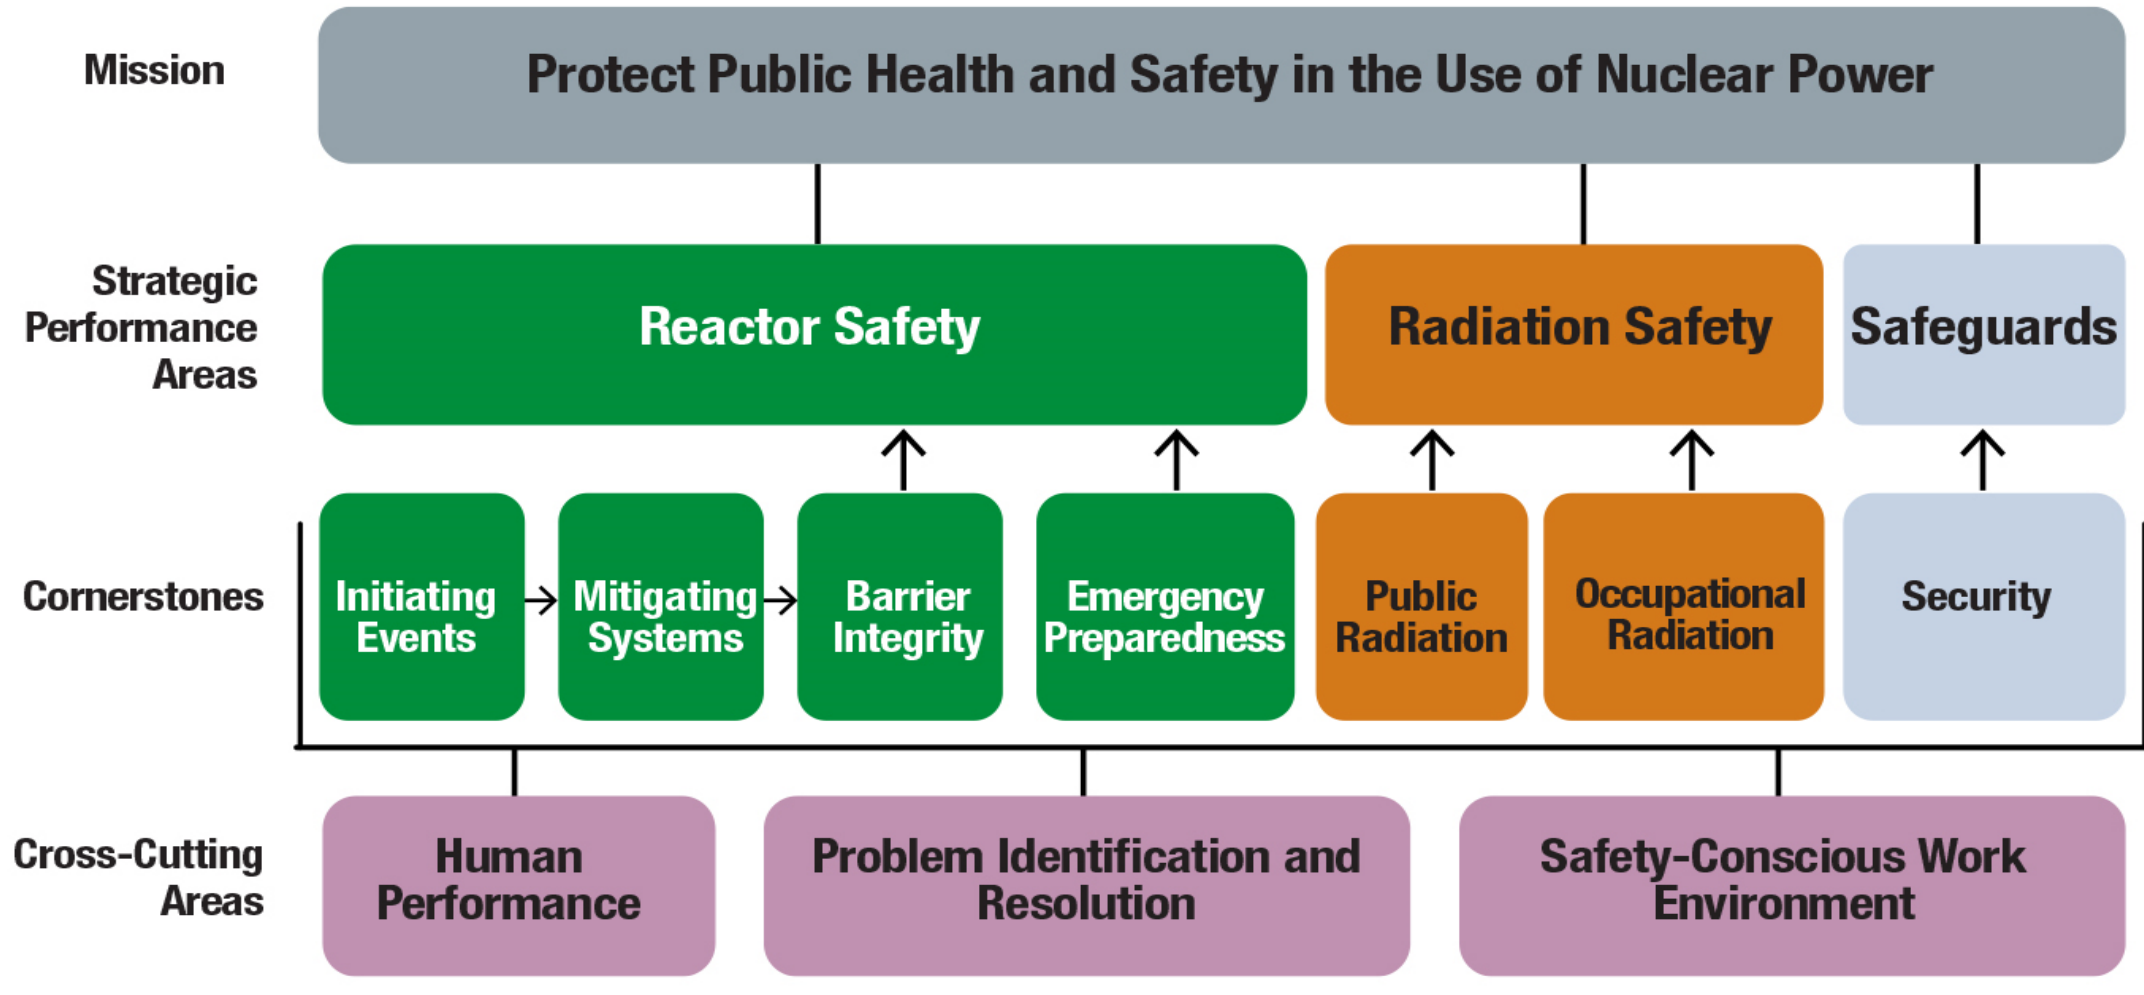 Mission
Protect Public Health and Safety in the Use of Nuclear Power
Strategic
Performance
Areas
Reactor Safety
Radiation Safety
Safeguards
Cornerstones
Initiating
Events
Mitigating
Systems
Barrier
Integrity
Emergency
Preparedness
Public
Radiation
Occupational
Radiation
Security
Cross-Cutting
Areas
Human
Performance
Problem Identification and
Resolution
Safety-Conscious Work
Environment